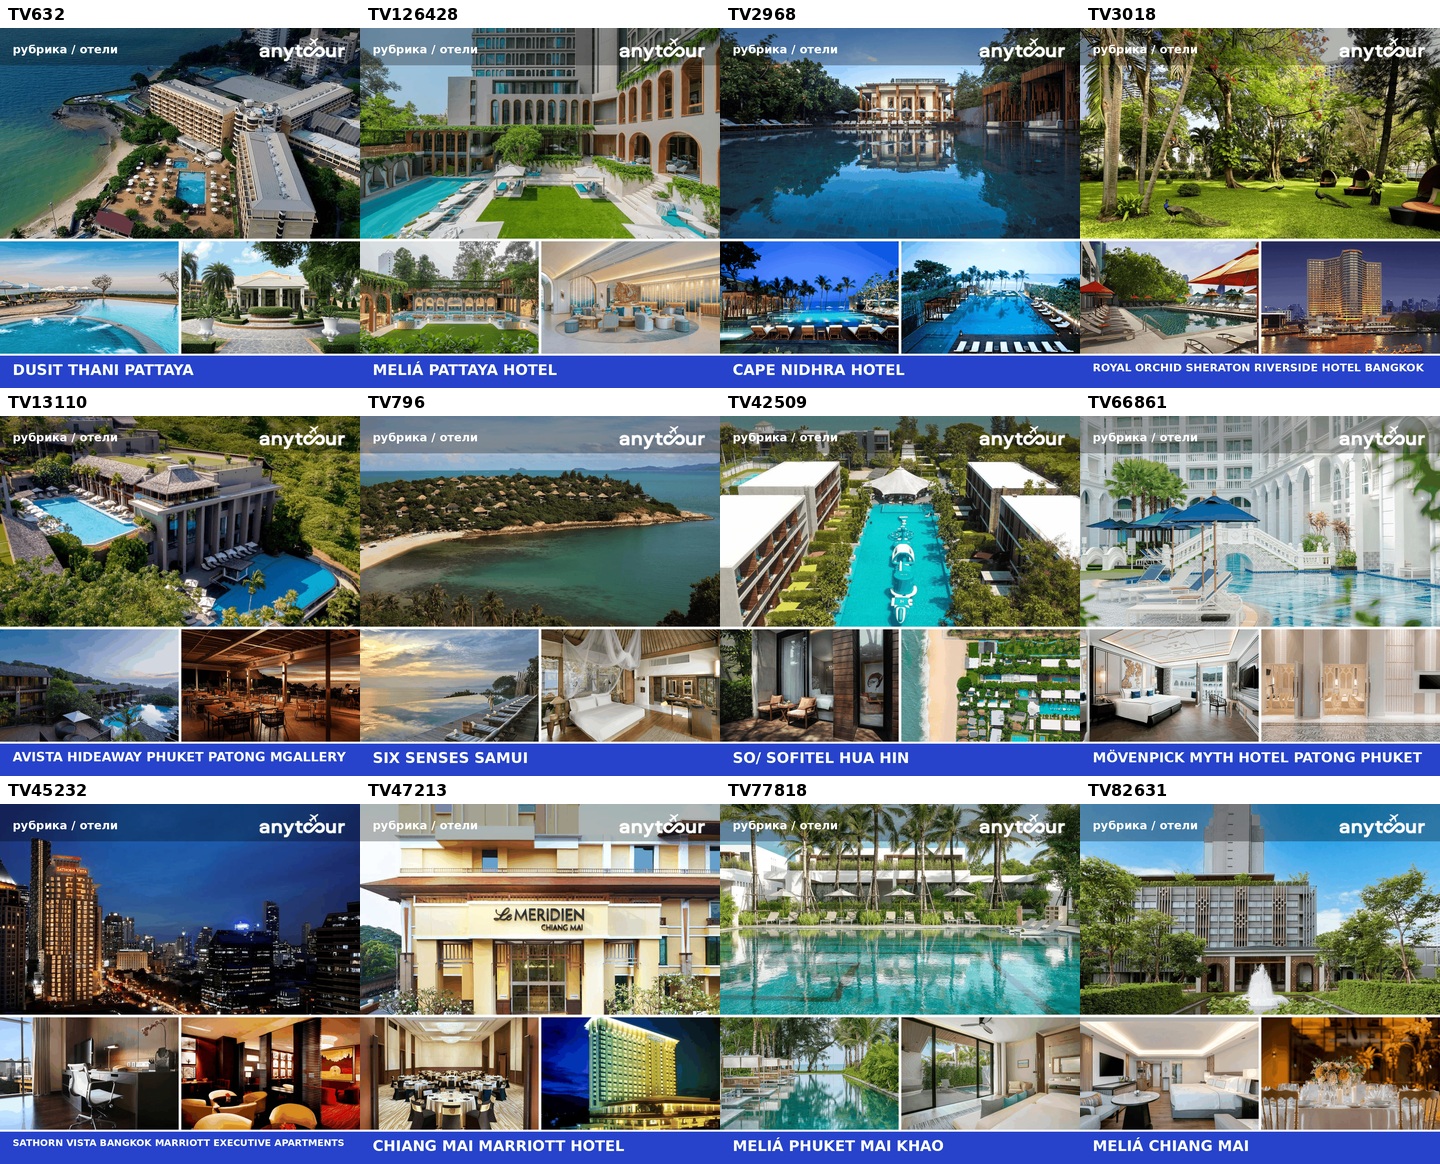 TV632
TV126428
TV2968
TV3018
рубрика / отели
anytour
рубрика / отели
anytour
рубрика / отели
anytour
рубрика / отели
anytour
DUSIT THANI PATTAYA
MELIÁ PATTAYA HOTEL
CAPE NIDHRA HOTEL
ROYAL ORCHID SHERATON RIVERSIDE HOTEL BANGKOK
TV13110
TV796
TV42509
TV66861
рубрика / отели
anytour
рубрика / отели
anytour
рубрика / отели
anytour
рубрика / отели
anytour
AVISTA HIDEAWAY PHUKET PATONG MGALLERY
SIX SENSES SAMUI
SO/ SOFITEL HUA HIN
MÖVENPICK MYTH HOTEL PATONG PHUKET
TV45232
TV47213
TV77818
TV82631
рубрика / отели
anytour
рубрика / отели
anytour
рубрика / отели
anytour
рубрика / отели
anytour
SATHORN VISTA
Le MERIDIEN
CHIANG MAI
SATHORN VISTA BANGKOK MARRIOTT EXECUTIVE APARTMENTS
CHIANG MAI MARRIOTT HOTEL
MELIÁ PHUKET MAI KHAO
MELIÁ CHIANG MAI